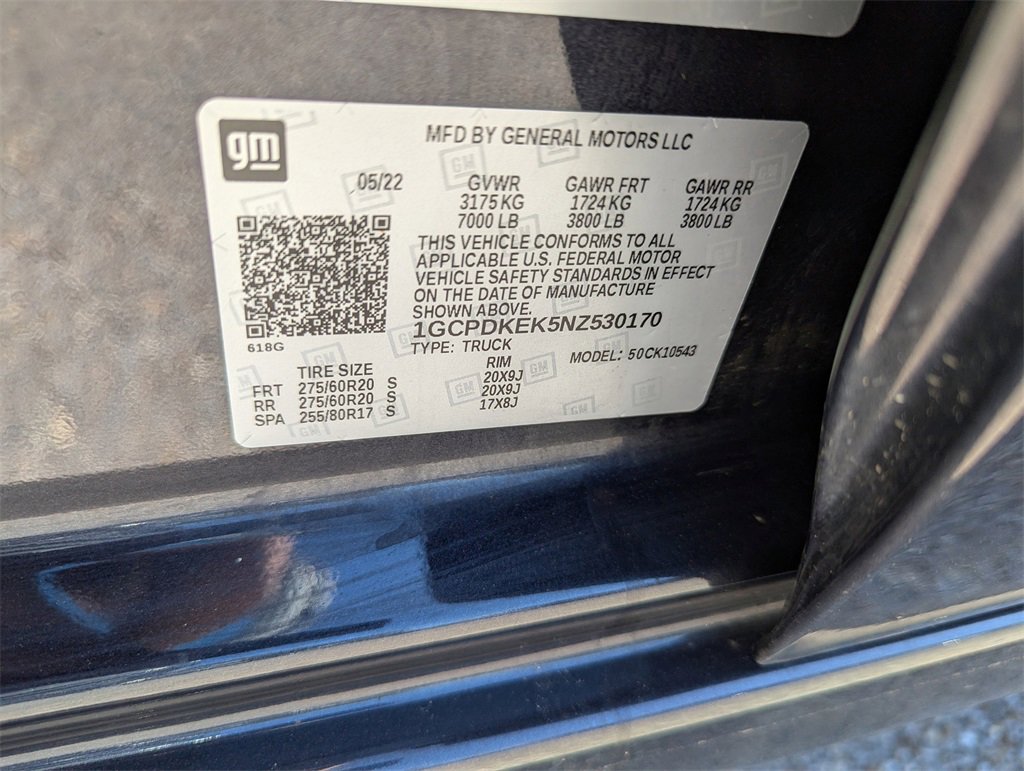 gm
MFD BY GENERAL MOTORS LLC
05/22 GVWR GAWR FRT GAWR RR
3175 KG 1724 KG 1724 KG
7000 LB 3800 LB 3800 LB
THIS VEHICLE CONFORMS TO ALL
APPLICABLE U.S. FEDERAL MOTOR
VEHICLE SAFETY STANDARDS IN EFFECT
ON THE DATE OF MANUFACTURE
SHOWN ABOVE.
1GCPDKEK5NZ530170
618G TYPE: TRUCK MODEL: 50CK10543
TIRE SIZE RIM
FRT 275/60R20 S 20X9J
RR 275/60R20 S 20X9J
SPA 255/80R17 S 17X8J